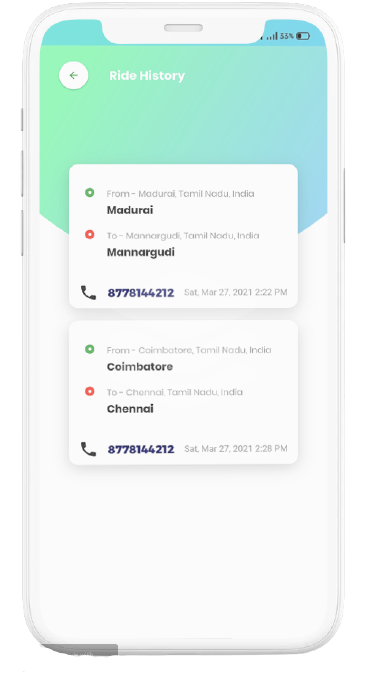 33%
Ride History
From - Madurai, Tamil Nadu, India
Madurai
To - Mannargudi, Tamil Nadu, India
Mannargudi
8778144212 Sat, Mar 27, 2021 2:22 PM
From - Coimbatore, Tamil Nadu, India
Coimbatore
To - Chennai, Tamil Nadu, India
Chennai
8778144212 Sat, Mar 27, 2021 2:28 PM